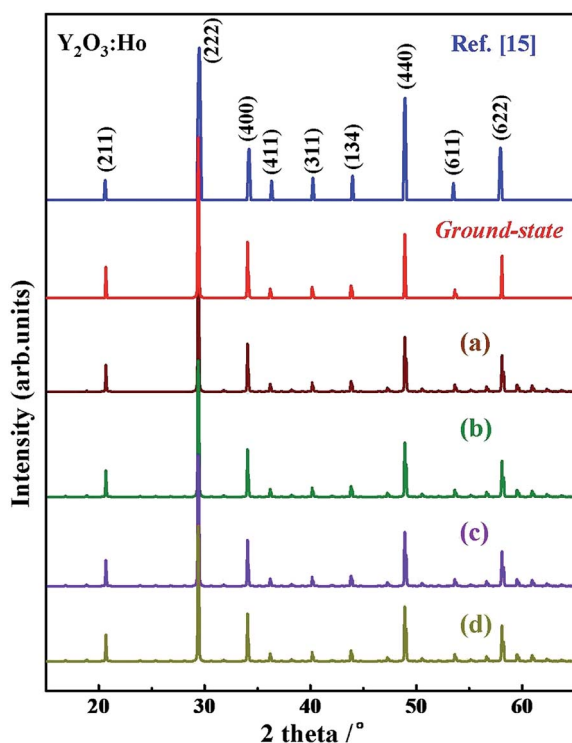 Y₂O₃:Ho
Ref. [15]
(211)
(222)
(400)
(411)
(311)
(134)
(440)
(611)
(622)
Ground-state
(a)
(b)
(c)
(d)
Intensity (arb.units)
20
30
40
50
60
2 theta /°